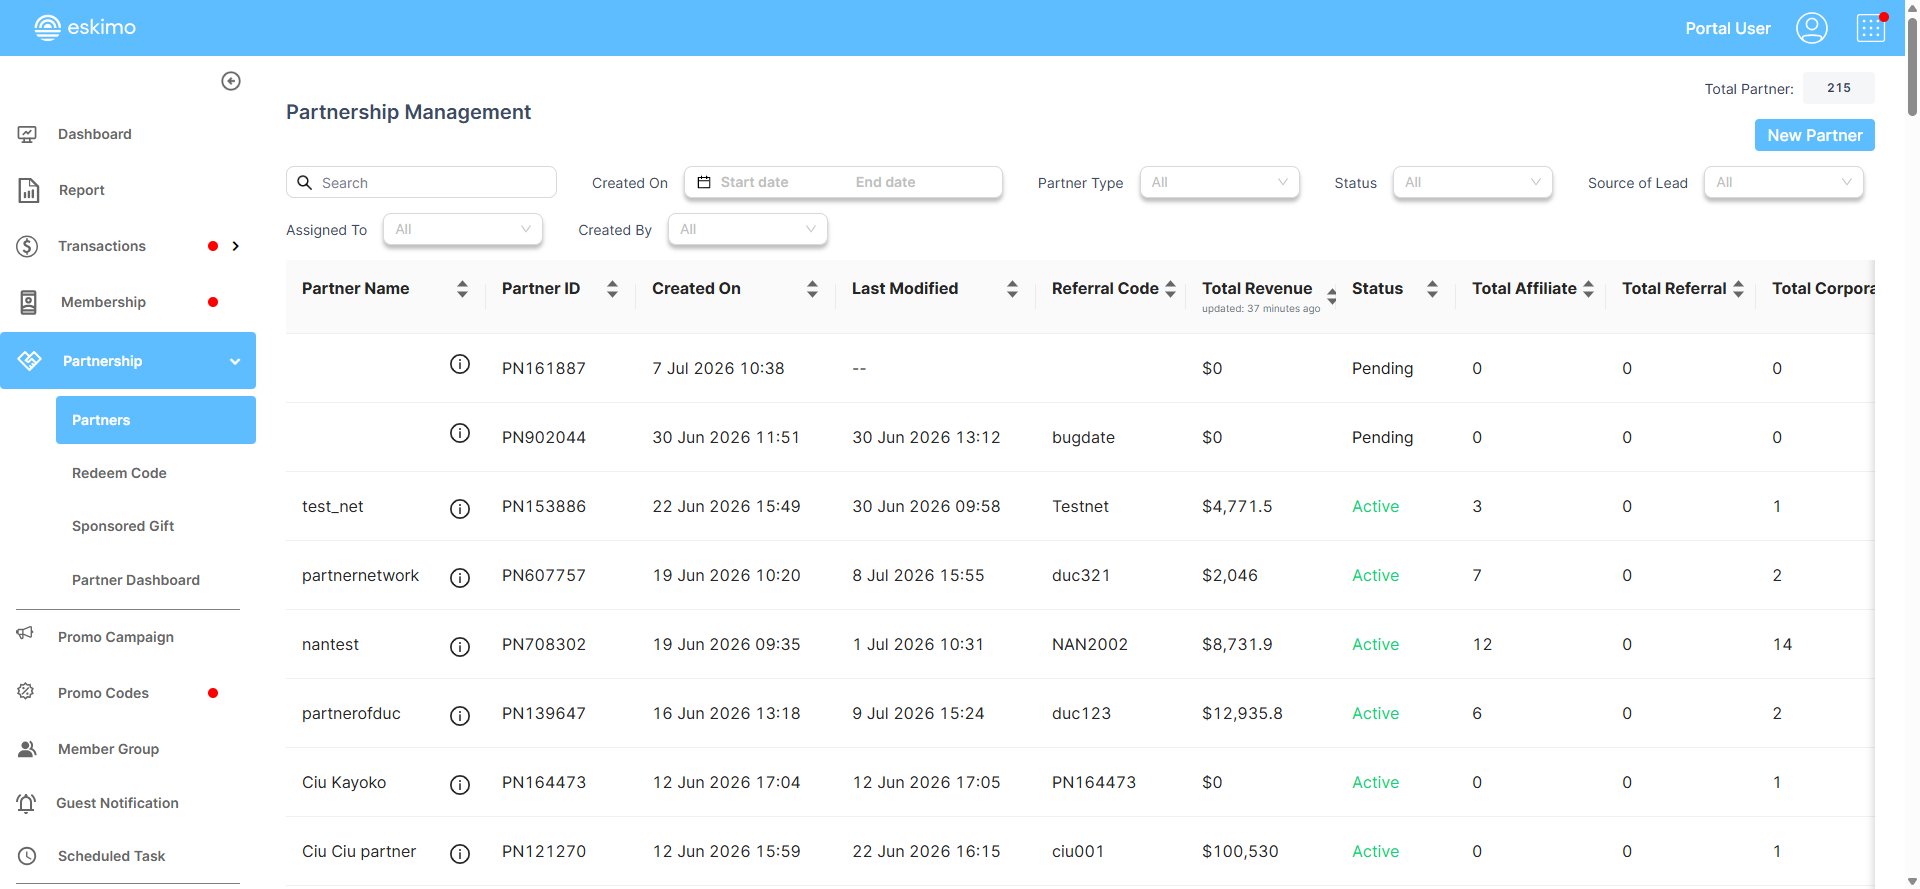 eskimo
Portal User
Total Partner: 215
Partnership Management
New Partner
Dashboard
Report
Transactions
Membership
Partnership
Partners
Redeem Code
Sponsored Gift
Partner Dashboard
Promo Campaign
Promo Codes
Member Group
Guest Notification
Scheduled Task
Search Created On Start date End date Partner Type All Status All Source of Lead All
Assigned To All Created By All
Partner Name Partner ID Created On Last Modified Referral Code Total Revenue Status Total Affiliate Total Referral Total Corpora
updated: 37 minutes ago
PN161887 7 Jul 2026 10:38 -- $0 Pending 0 0 0
PN902044 30 Jun 2026 11:51 30 Jun 2026 13:12 bugdate $0 Pending 0 0 0
test_net PN153886 22 Jun 2026 15:49 30 Jun 2026 09:58 Testnet $4,771.5 Active 3 0 1
partnernetwork PN607757 19 Jun 2026 10:20 8 Jul 2026 15:55 duc321 $2,046 Active 7 0 2
nantest PN708302 19 Jun 2026 09:35 1 Jul 2026 10:31 NAN2002 $8,731.9 Active 12 0 14
partnerofduc PN139647 16 Jun 2026 13:18 9 Jul 2026 15:24 duc123 $12,935.8 Active 6 0 2
Ciu Kayoko PN164473 12 Jun 2026 17:04 12 Jun 2026 17:05 PN164473 $0 Active 0 0 1
Ciu Ciu partner PN121270 12 Jun 2026 15:59 22 Jun 2026 16:15 ciu001 $100,530 Active 0 0 1